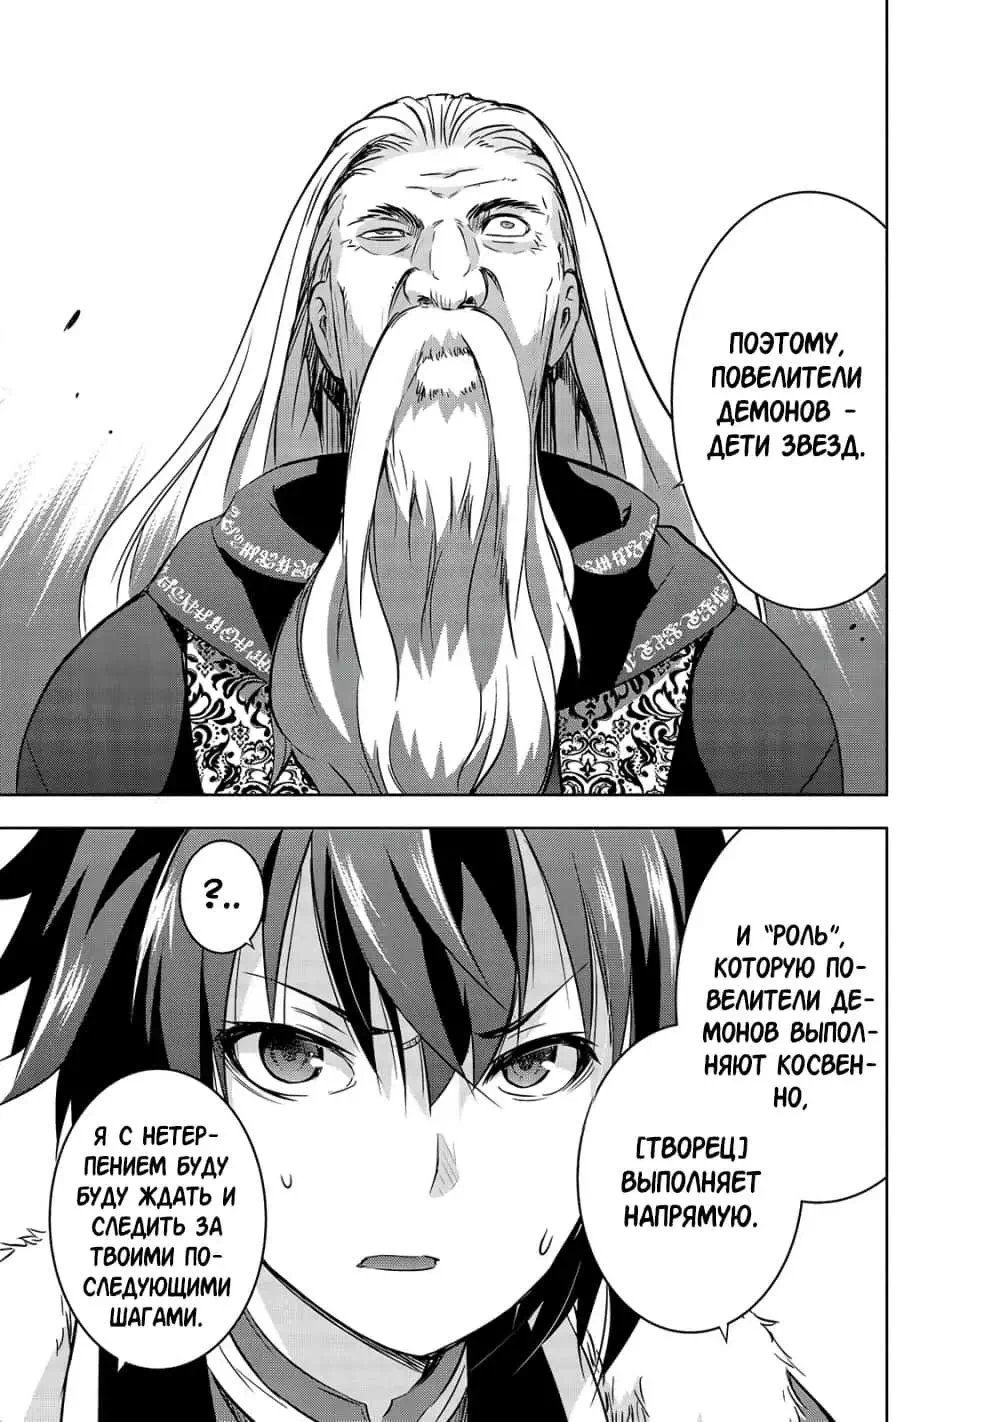 ПОЭТОМУ,
ПОВЕЛИТЕЛИ
ДЕМОНОВ -
ДЕТИ ЗВЕЗД.
И "РОЛЬ",
КОТОРУЮ ПО-
ВЕЛИТЕЛИ ДЕ-
МОНОВ ВЫПОЛ-
НЯЮТ КОСВЕН-
НО,
[ТВОРЕЦ]
ВЫПОЛНЯЕТ
НАПРЯМУЮ.
?..
Я С НЕТЕР-
ПЕНИЕМ БУДУ
БУДУ ЖДАТЬ И
СЛЕДИТЬ ЗА
ТВОИМИ ПО-
СЛЕДУЮЩИМИ
ШАГАМИ.